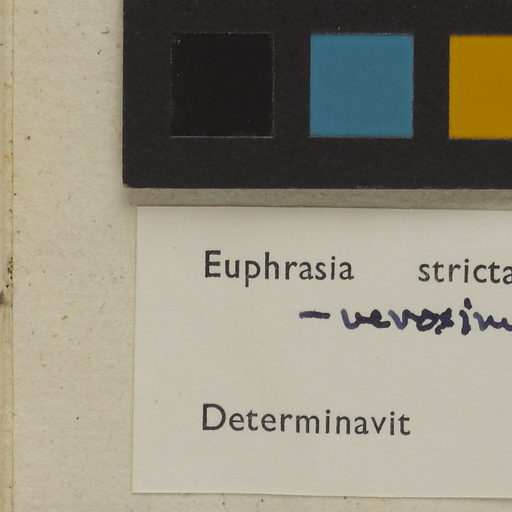 Euphrasia stricta
Determinavit